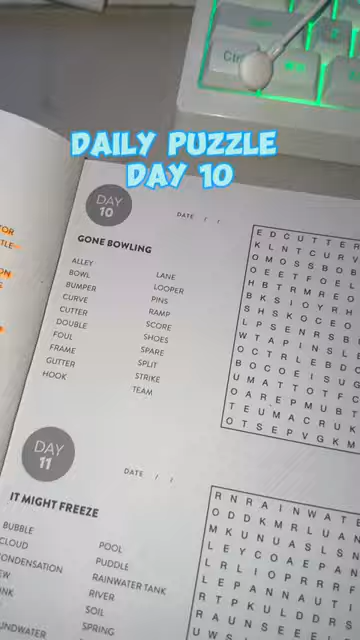 DAILY PUZZLE
DAY 10
DAY
10
DATE / /
GONE BOWLING
ALLEY
BOWL
BUMPER
CURVE
CUTTER
DOUBLE
FOUL
FRAME
GUTTER
HOOK
LANE
LOOPER
PINS
RAMP
SCORE
SHOES
SPARE
SPLIT
STRIKE
TEAM
E D C U T T E R
K L N T C U R V
O M O S S B O B
O E E T F O E L
H B T R M R E O
B K S I O Y R H
S H S K O C E O
L P S E N R S B
W T A P I N S L
O C T R L E B D
B O C O E I S U G
U M A T T O T F C
O A R E P M U B T
T E U M A C R U K
O T S E P V G K M
DAY
11
DATE / /
IT MIGHT FREEZE
BUBBLE
CLOUD
POOL
PUDDLE
RAINWATER TANK
RIVER
SOIL
SPRING
R N R A I N W A T E
O D D K M R L U A N
M K U N U A S L S N
L E Y C O A E P A N
L R L I O P R R R F
L E P A N N A U T I
R T P K U L D D R S
R A U N S E E E